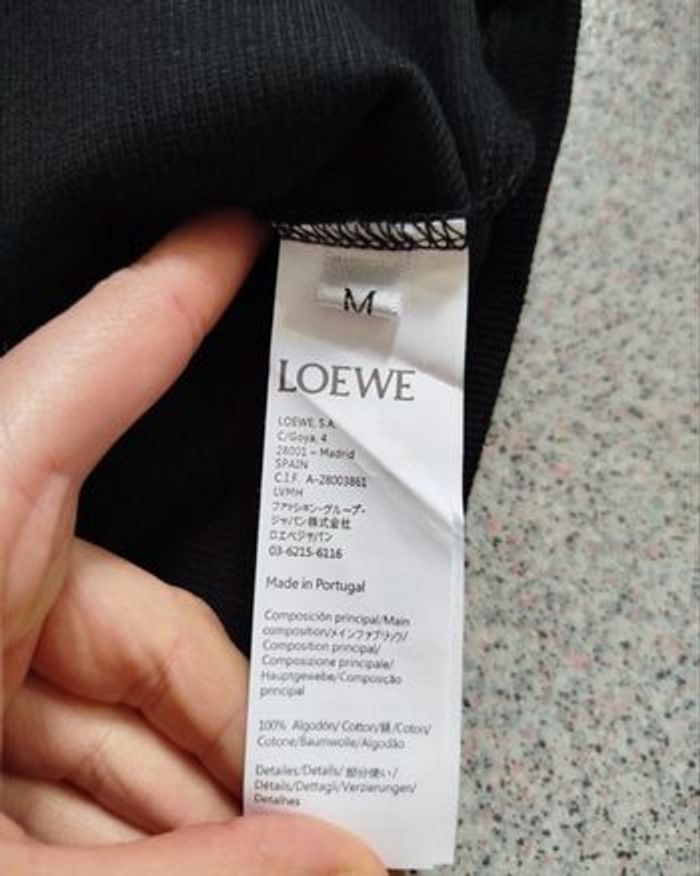 M
LOEWE
LOEWE, S.A.
C/Goya, 4
28001 – Madrid
SPAIN
C.I.F. A-28003861
LVMH
ファッション・グループ・
ジャパン株式会社
ロエベジャパン
03-6215-6116
Made in Portugal
Composición principal/Main
composition/メインファブリック/
Composition principal/
Composizione principale/
Hauptgewebe/Composição
principal
100% Algodón/ Cotton/綿/Coton/
Cotone/Baumwolle/Algodão
Detalles/Details/ 部分使い/
Détails/Dettagli/Verzierungen/
Detalhes